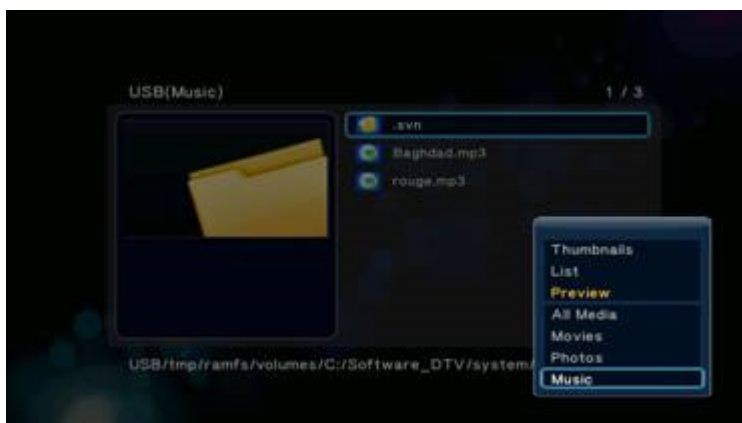 USB(Music)
1 / 3
.svn
Baghdad.mp3
rouge.mp3
Thumbnails
List
Preview
All Media
Movies
Photos
Music
USB/tmp/ramfs/volumes/C:/Software_DTV/system/